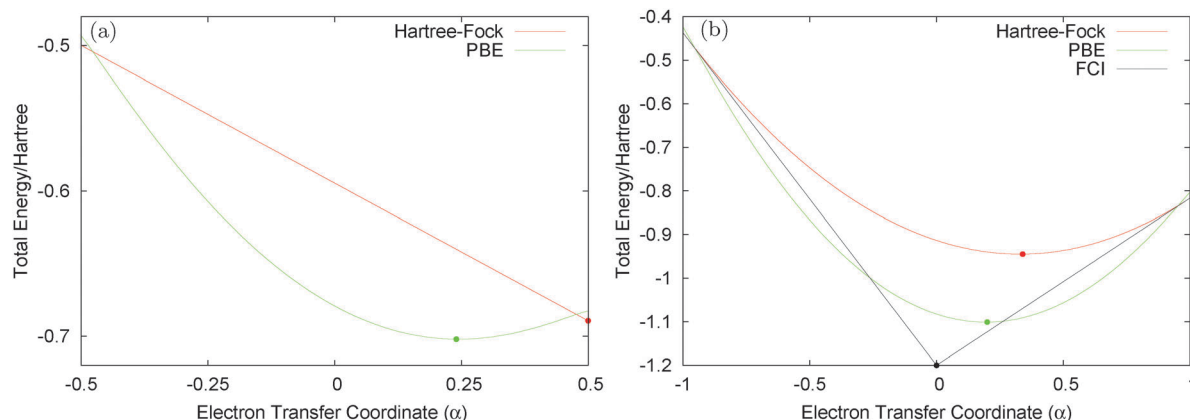 (a)
Hartree-Fock
PBE
-0.5
-0.6
-0.7
Total Energy/Hartree
-0.5
-0.25
0
0.25
0.5
Electron Transfer Coordinate (α)
(b)
Hartree-Fock
PBE
FCI
-0.4
-0.5
-0.6
-0.7
-0.8
-0.9
-1
-1.1
-1.2
Total Energy/Hartree
-1
-0.5
0
0.5
1
Electron Transfer Coordinate (α)